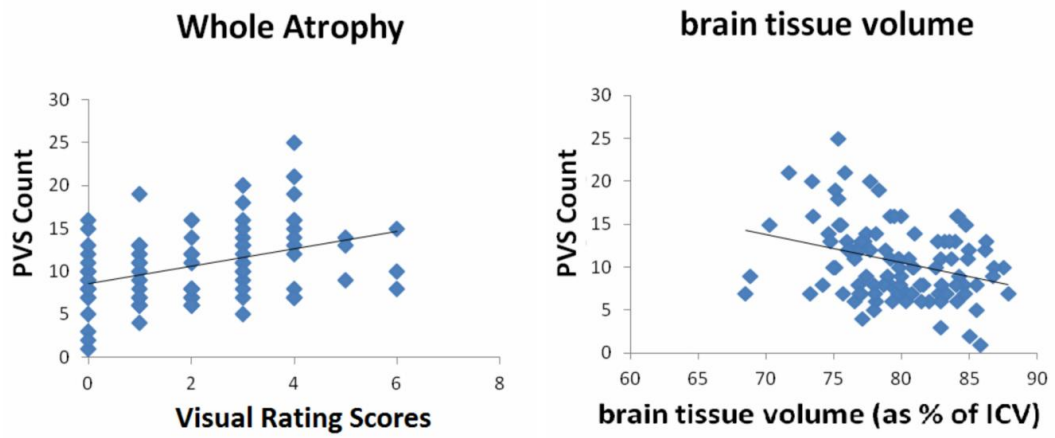 Whole Atrophy
30
25
20
15
10
5
0
PVS Count
0 2 4 6 8
Visual Rating Scores
brain tissue volume
30
25
20
15
10
5
0
PVS Count
60 65 70 75 80 85 90
brain tissue volume (as % of ICV)